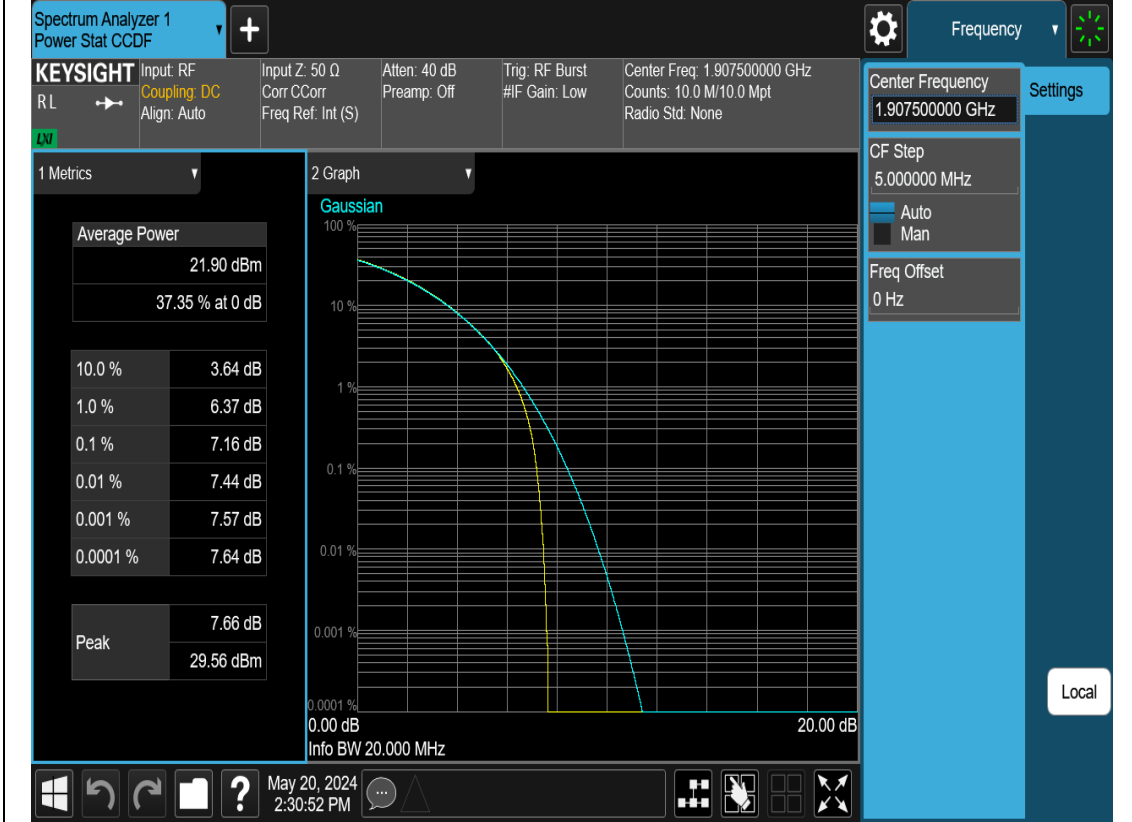 Spectrum Analyzer 1
Power Stat CCDF
+
Frequency
KEYSIGHT
RL
LXI
Input: RF
Coupling: DC
Align: Auto
Input Z: 50 Ω
Corr CCorr
Freq Ref: Int (S)
Atten: 40 dB
Preamp: Off
Trig: RF Burst
#IF Gain: Low
Center Freq: 1.907500000 GHz
Counts: 10.0 M/10.0 Mpt
Radio Std: None
Center Frequency
1.907500000 GHz
Settings
CF Step
5.000000 MHz
Auto
Man
Freq Offset
0 Hz
1 Metrics
Average Power
21.90 dBm
37.35 % at 0 dB
10.0 % 3.64 dB
1.0 % 6.37 dB
0.1 % 7.16 dB
0.01 % 7.44 dB
0.001 % 7.57 dB
0.0001 % 7.64 dB
Peak
7.66 dB
29.56 dBm
2 Graph
Gaussian
100 %
10 %
1 %
0.1 %
0.01 %
0.001 %
0.0001 %
0.00 dB 20.00 dB
Info BW 20.000 MHz
Local
?
May 20, 2024
2:30:52 PM